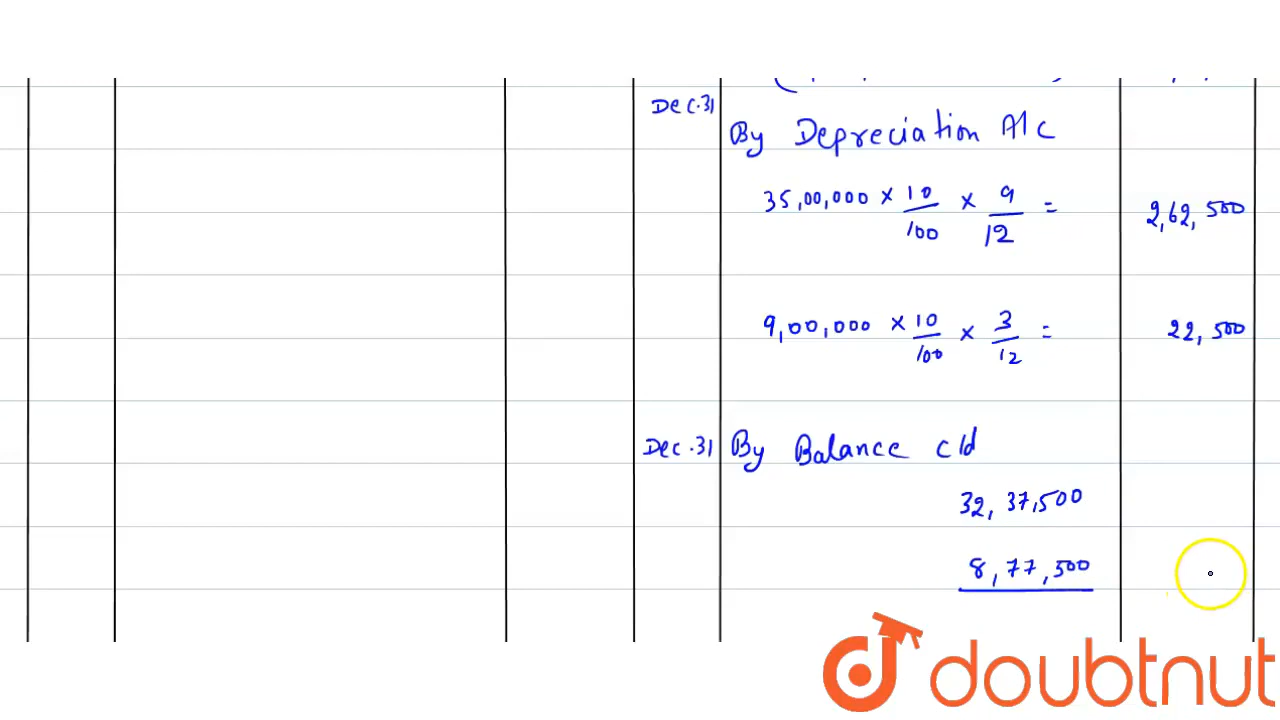 Dec.31
By Depreciation A/c
35,00,000 × 10/100 × 9/12 = 2,62,500
9,00,000 × 10/100 × 3/12 = 22,500
Dec.31 By Balance c/d
32,37,500
8,77,500
doubtnut